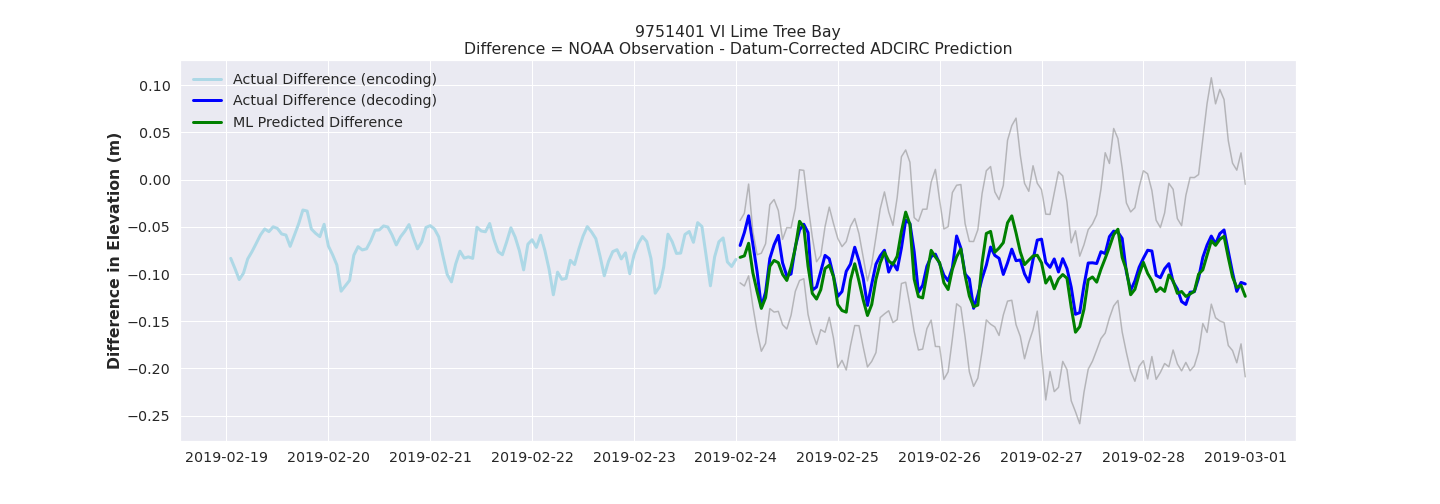 9751401 VI Lime Tree Bay
Difference = NOAA Observation - Datum-Corrected ADCIRC Prediction
Actual Difference (encoding)
Actual Difference (decoding)
ML Predicted Difference
Difference in Elevation (m)
0.10
0.05
0.00
−0.05
−0.10
−0.15
−0.20
−0.25
2019-02-19 2019-02-20 2019-02-21 2019-02-22 2019-02-23 2019-02-24 2019-02-25 2019-02-26 2019-02-27 2019-02-28 2019-03-01